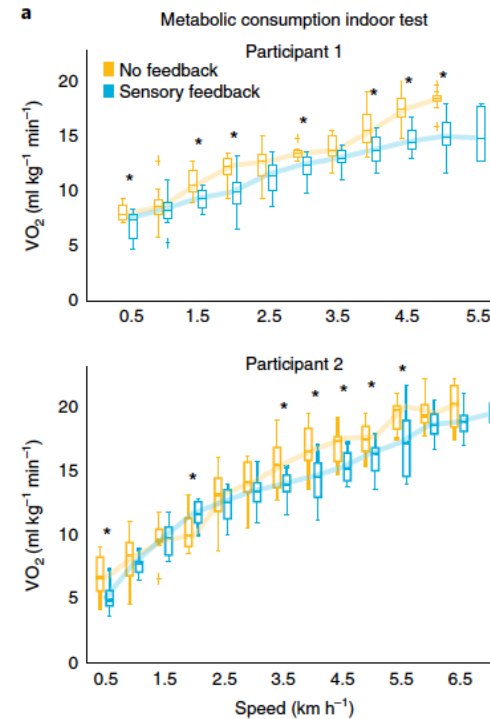 a
Metabolic consumption indoor test
Participant 1
No feedback
Sensory feedback
VO2 (ml kg−1 min−1)
20
15
10
5
0
* * * * * * *
0.5 1.5 2.5 3.5 4.5 5.5
Participant 2
VO2 (ml kg−1 min−1)
20
15
10
5
0
* * * * * * *
0.5 1.5 2.5 3.5 4.5 5.5 6.5
Speed (km h−1)